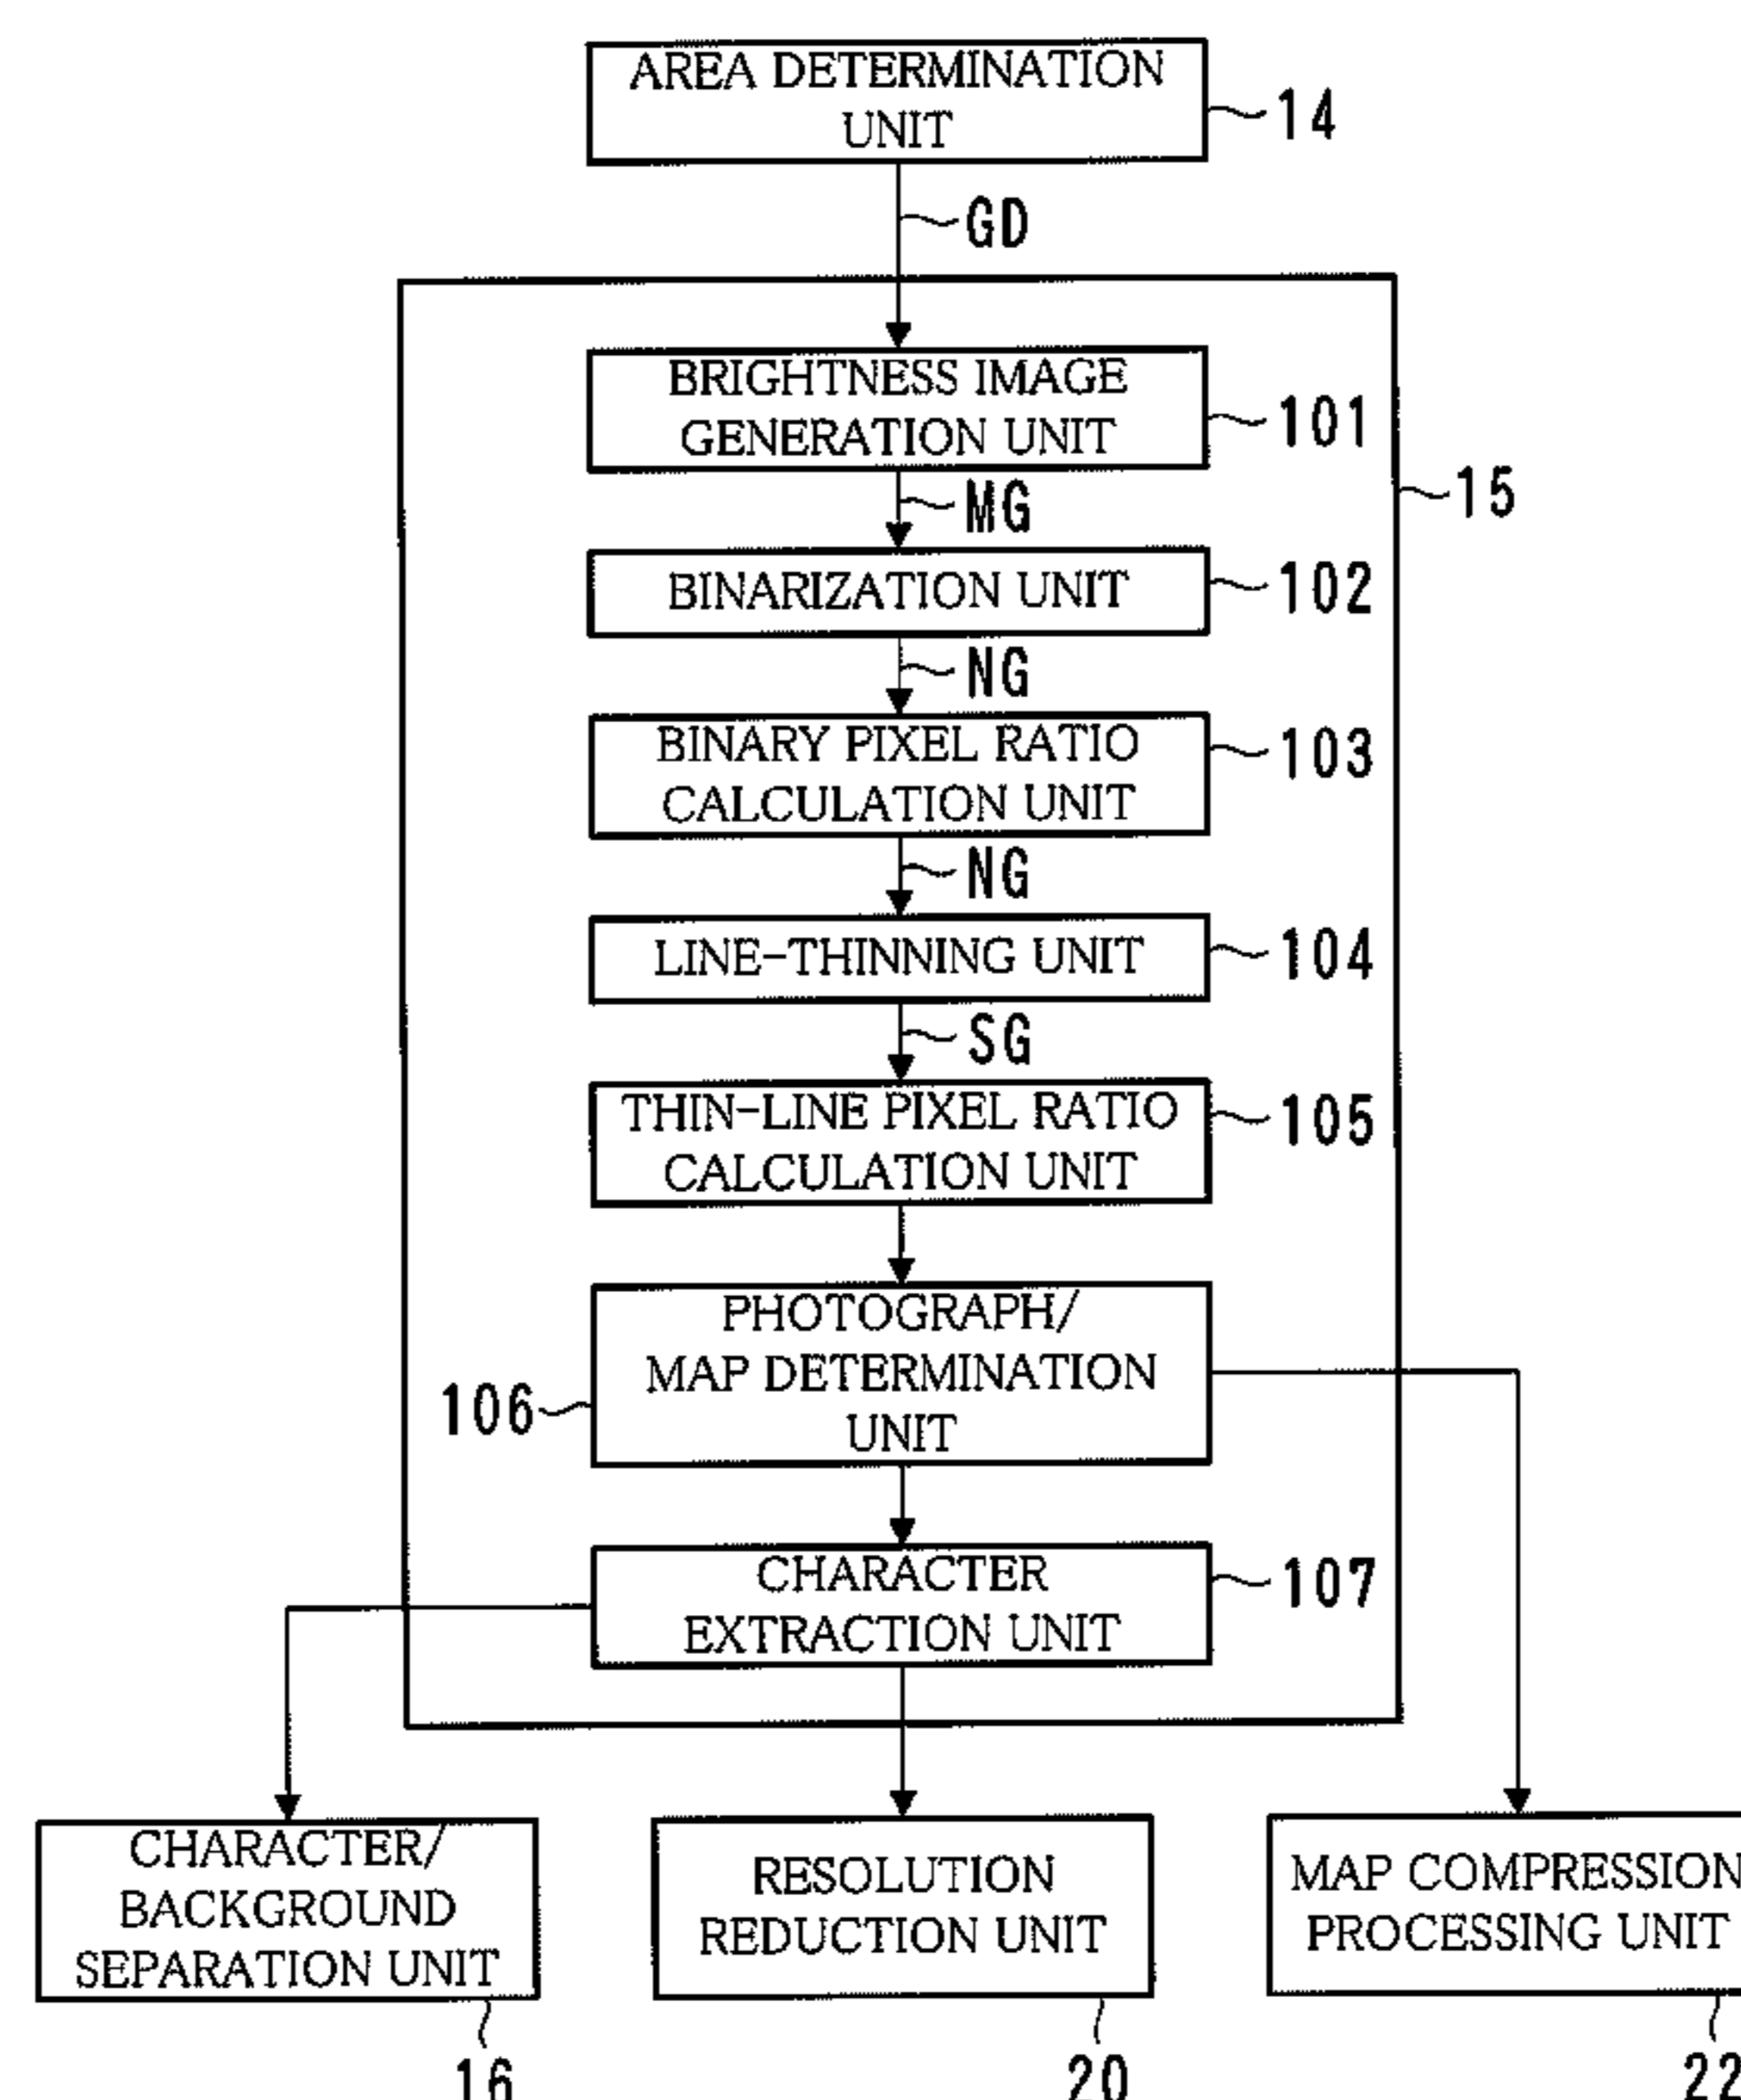 AREA DETERMINATION
UNIT
14
GD
BRIGHTNESS IMAGE
GENERATION UNIT
101
15
MG
BINARIZATION UNIT
102
NG
BINARY PIXEL RATIO
CALCULATION UNIT
103
NG
LINE-THINNING UNIT
104
SG
THIN-LINE PIXEL RATIO
CALCULATION UNIT
105
PHOTOGRAPH/
MAP DETERMINATION
UNIT
106
CHARACTER
EXTRACTION UNIT
107
CHARACTER/
BACKGROUND
SEPARATION UNIT
16
RESOLUTION
REDUCTION UNIT
20
MAP COMPRESSION
PROCESSING UNIT
22